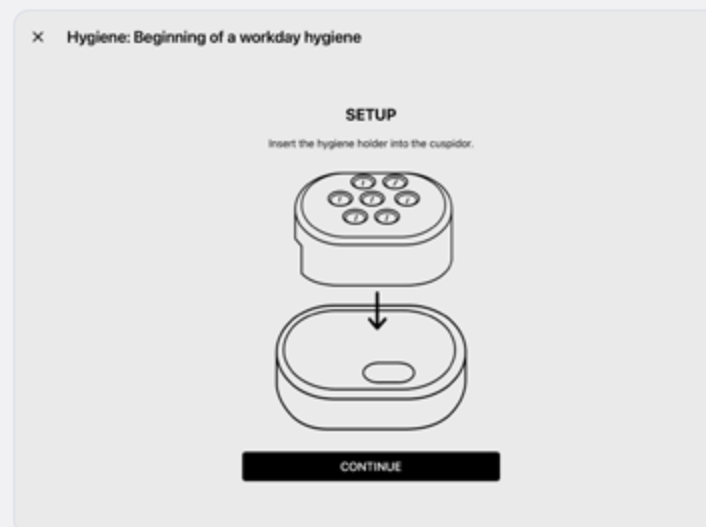 Hygiene: Beginning of a workday hygiene
SETUP
Insert the hygiene holder into the cuspidor.
CONTINUE